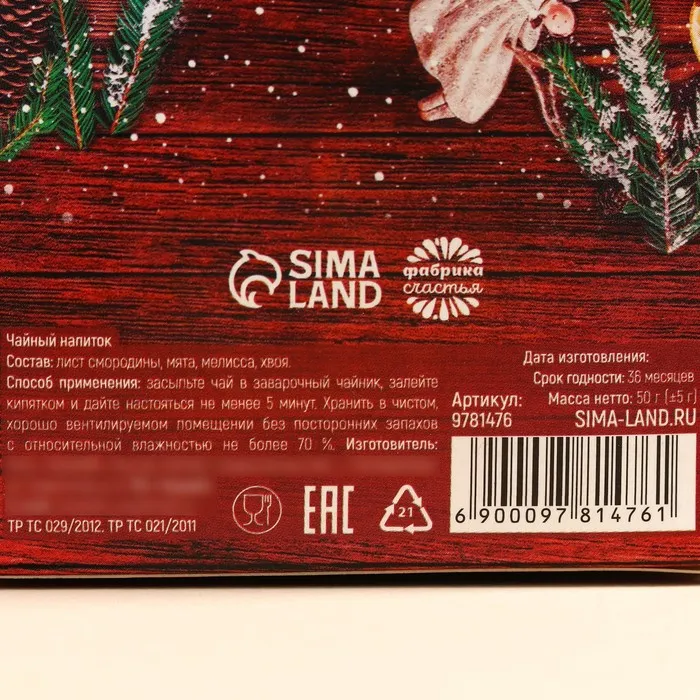 SIMA
LAND
фабрика
счастья
Чайный напиток
Состав: лист смородины, мята, мелисса, хвоя.
Способ применения: засыпьте чай в заварочный чайник, залейте
кипятком и дайте настояться не менее 5 минут. Хранить в чистом,
хорошо вентилируемом помещении без посторонних запахов
с относительной влажностью не более 70 %. Изготовитель:
ТР ТС 029/2012. ТР ТС 021/2011
EAC
21
Дата изготовления:
Срок годности: 36 месяцев
Масса нетто: 50 г (±5 г)
SIMA-LAND.RU
Артикул:
9781476
6 900097 814761